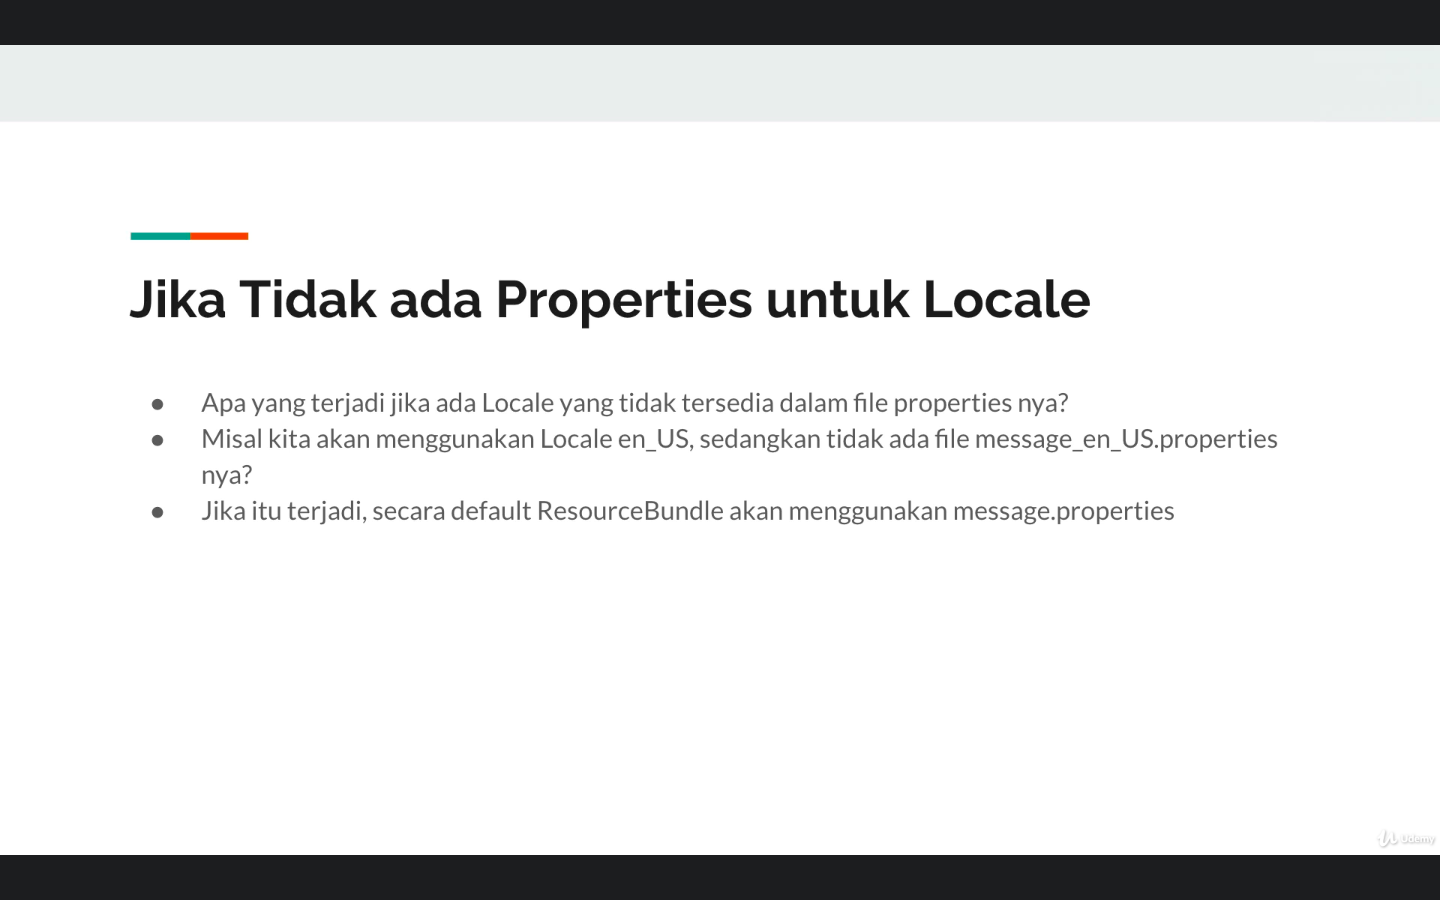 Jika Tidak ada Properties untuk Locale
● Apa yang terjadi jika ada Locale yang tidak tersedia dalam file properties nya?
● Misal kita akan menggunakan Locale en_US, sedangkan tidak ada file message_en_US.properties
nya?
● Jika itu terjadi, secara default ResourceBundle akan menggunakan message.properties
Udemy